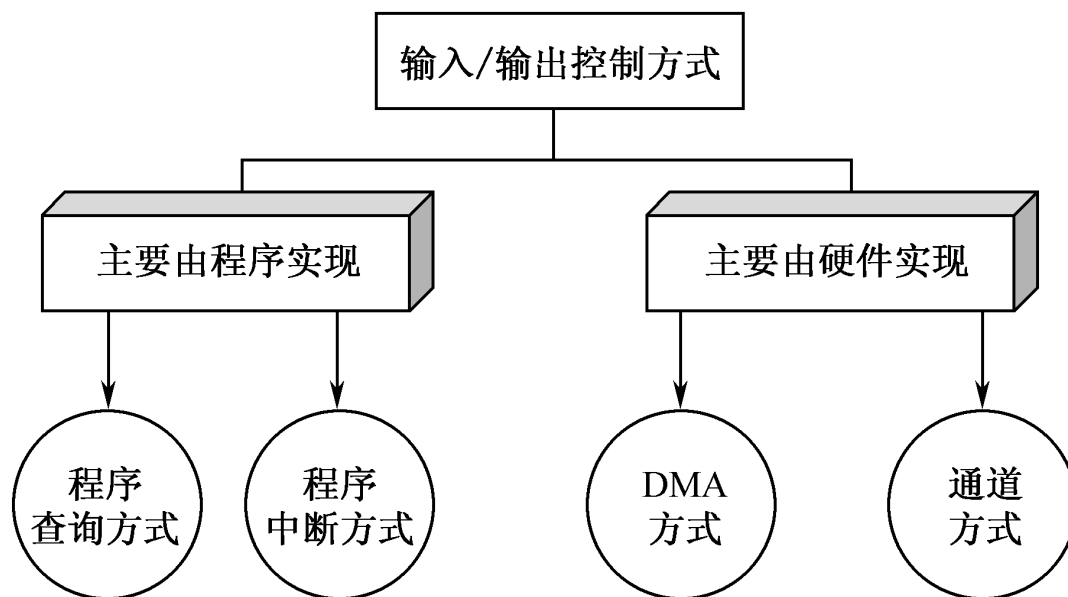 输入/输出控制方式
主要由程序实现
主要由硬件实现
程序
查询方式
程序
中断方式
DMA
方式
通道
方式